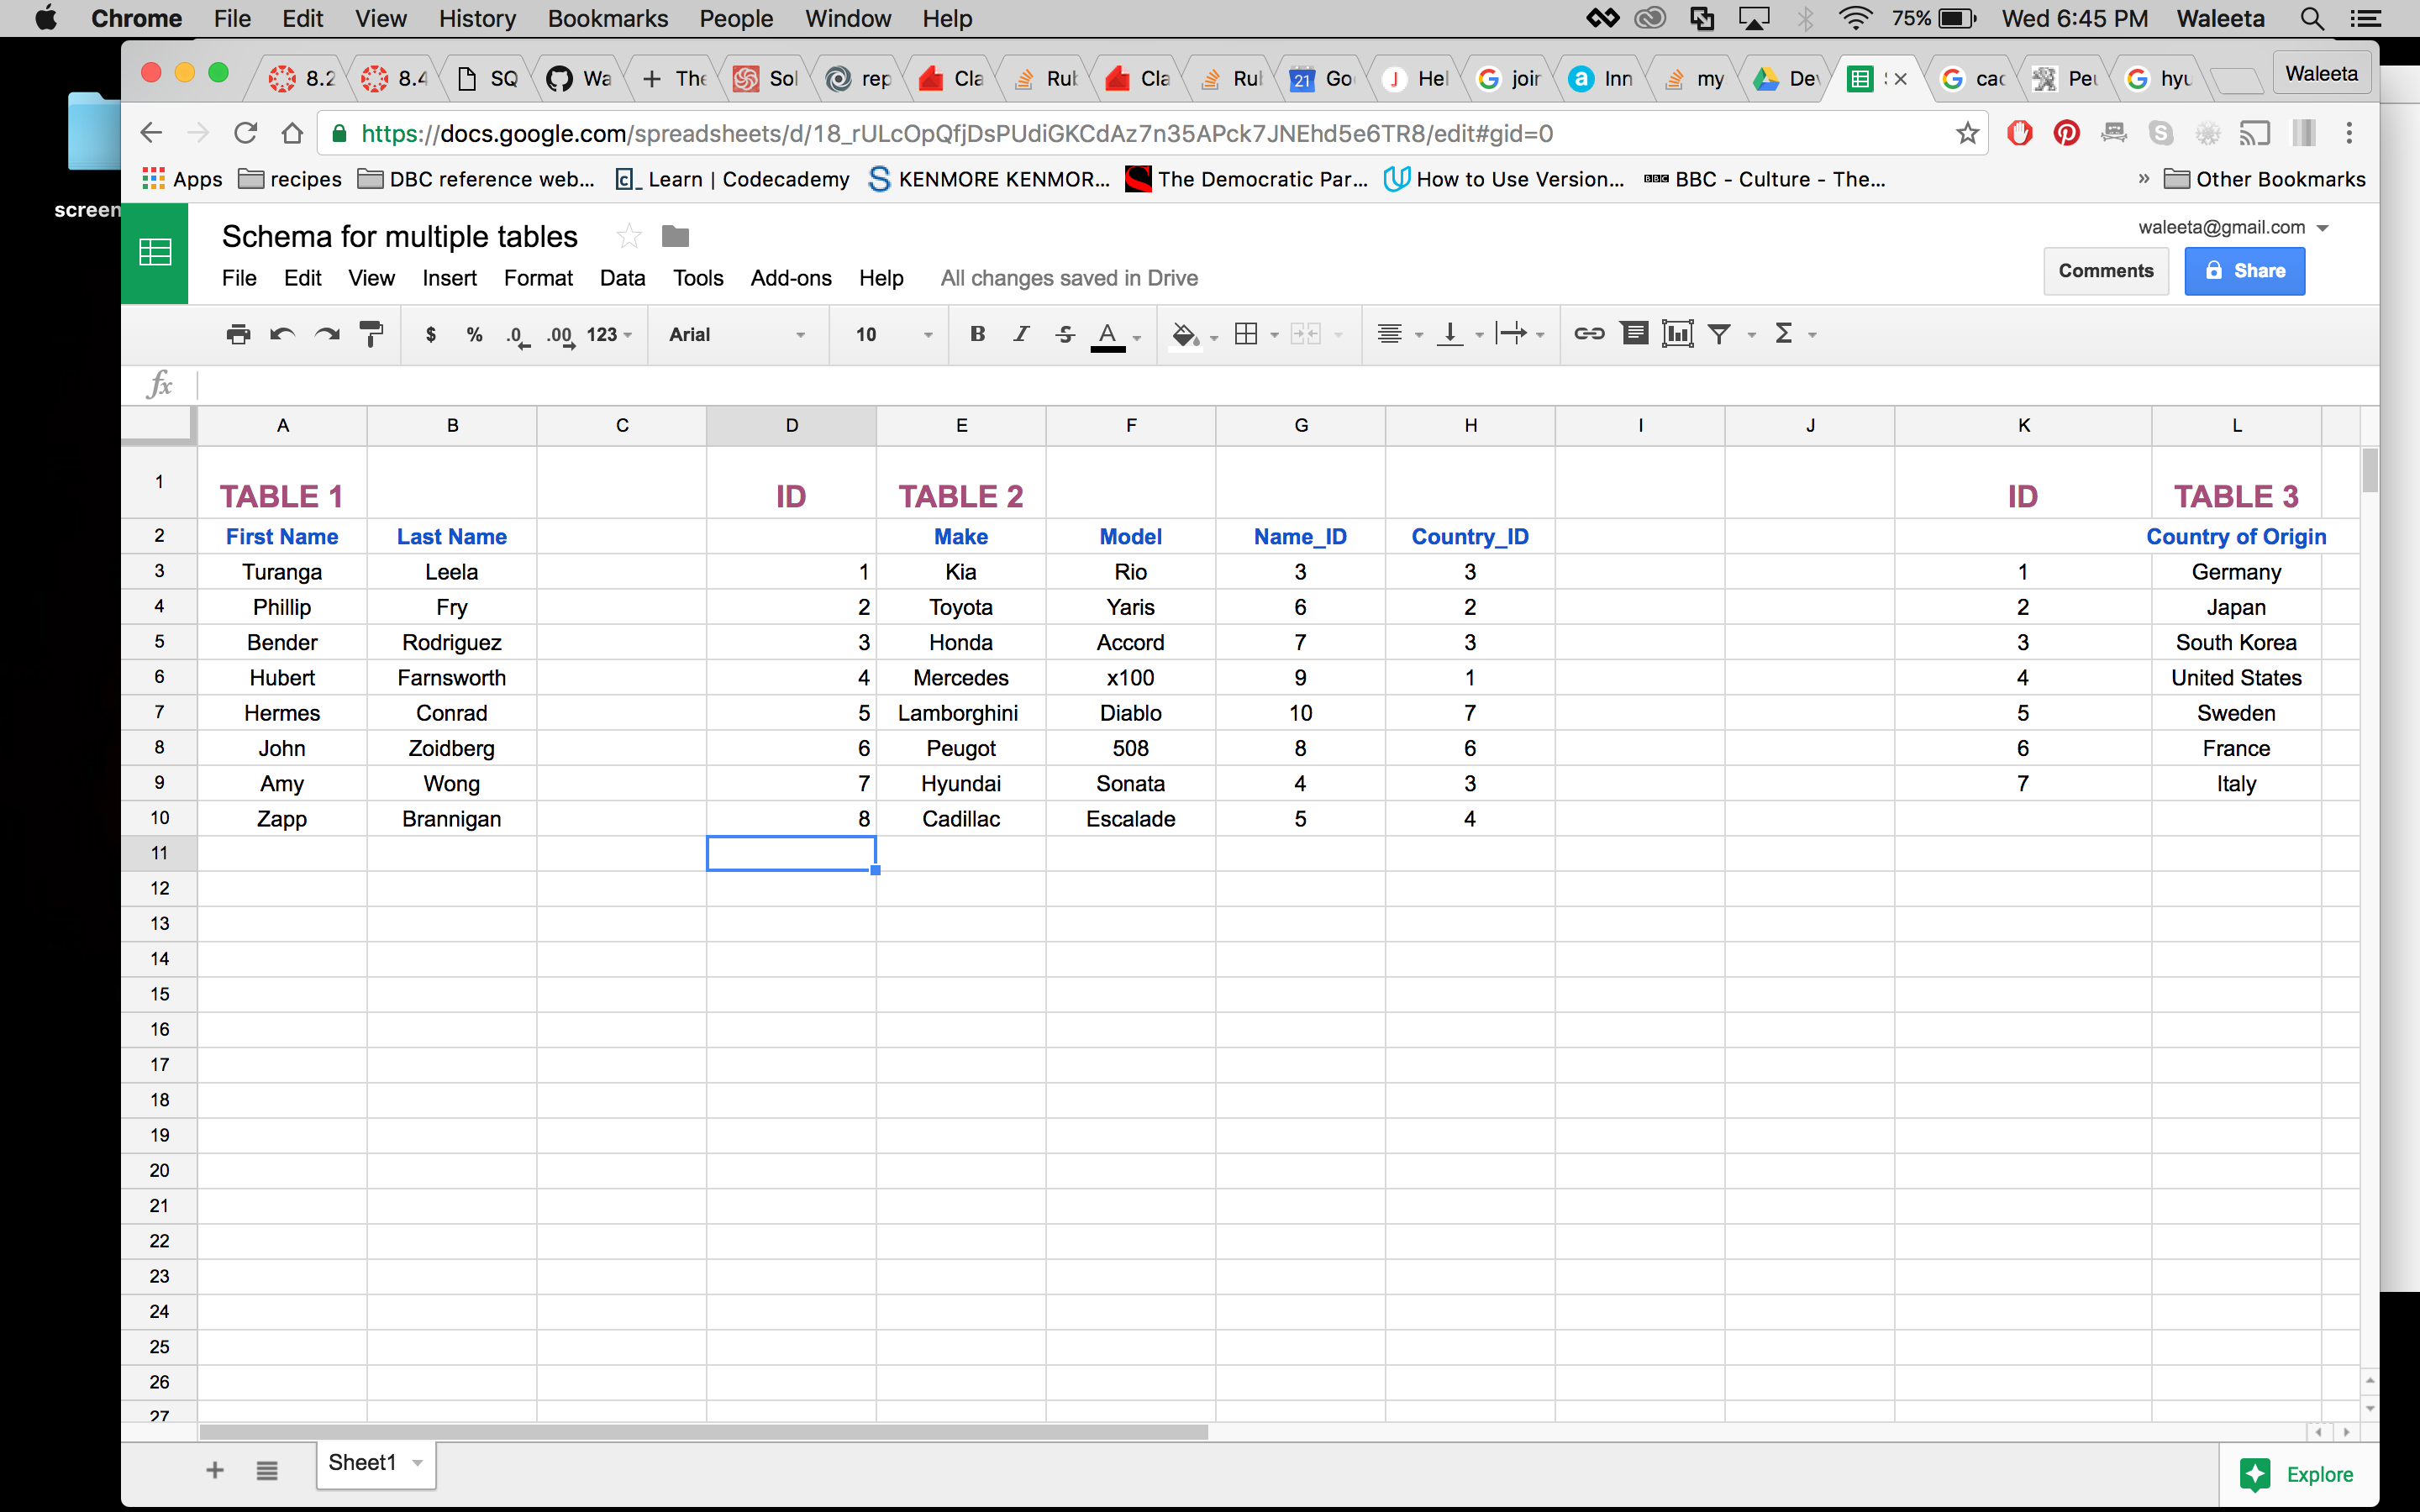 Chrome File Edit View History Bookmarks People Window Help 75% Wed 6:45 PM Waleeta
8.2 8.4 SQ Wa The Sol rep Cla Rul Cla Rul 21 Go Hel join Inn my Dev cac Peu hyu Waleeta
https://docs.google.com/spreadsheets/d/18_rULcOpQfjDsPUdiGKCdAz7n35APck7JNEhd5e6TR8/edit#gid=0
Apps recipes DBC reference web... Learn | Codecademy KENMORE KENMOR... The Democratic Par... How to Use Version... BBC BBC - Culture - The... » Other Bookmarks
screen
Schema for multiple tables
waleeta@gmail.com
File Edit View Insert Format Data Tools Add-ons Help All changes saved in Drive
Comments Share
$ % .0 .00 123 Arial 10 B I S A Σ
fx
A B C D E F G H I J K L
1 TABLE 1 ID TABLE 2 ID TABLE 3
2 First Name Last Name Make Model Name_ID Country_ID Country of Origin
3 Turanga Leela 1 Kia Rio 3 3 1 Germany
4 Phillip Fry 2 Toyota Yaris 6 2 2 Japan
5 Bender Rodriguez 3 Honda Accord 7 3 3 South Korea
6 Hubert Farnsworth 4 Mercedes x100 9 1 4 United States
7 Hermes Conrad 5 Lamborghini Diablo 10 7 5 Sweden
8 John Zoidberg 6 Peugot 508 8 6 6 France
9 Amy Wong 7 Hyundai Sonata 4 3 7 Italy
10 Zapp Brannigan 8 Cadillac Escalade 5 4
11
12
13
14
15
16
17
18
19
20
21
22
23
24
25
26
27
Sheet1
Explore